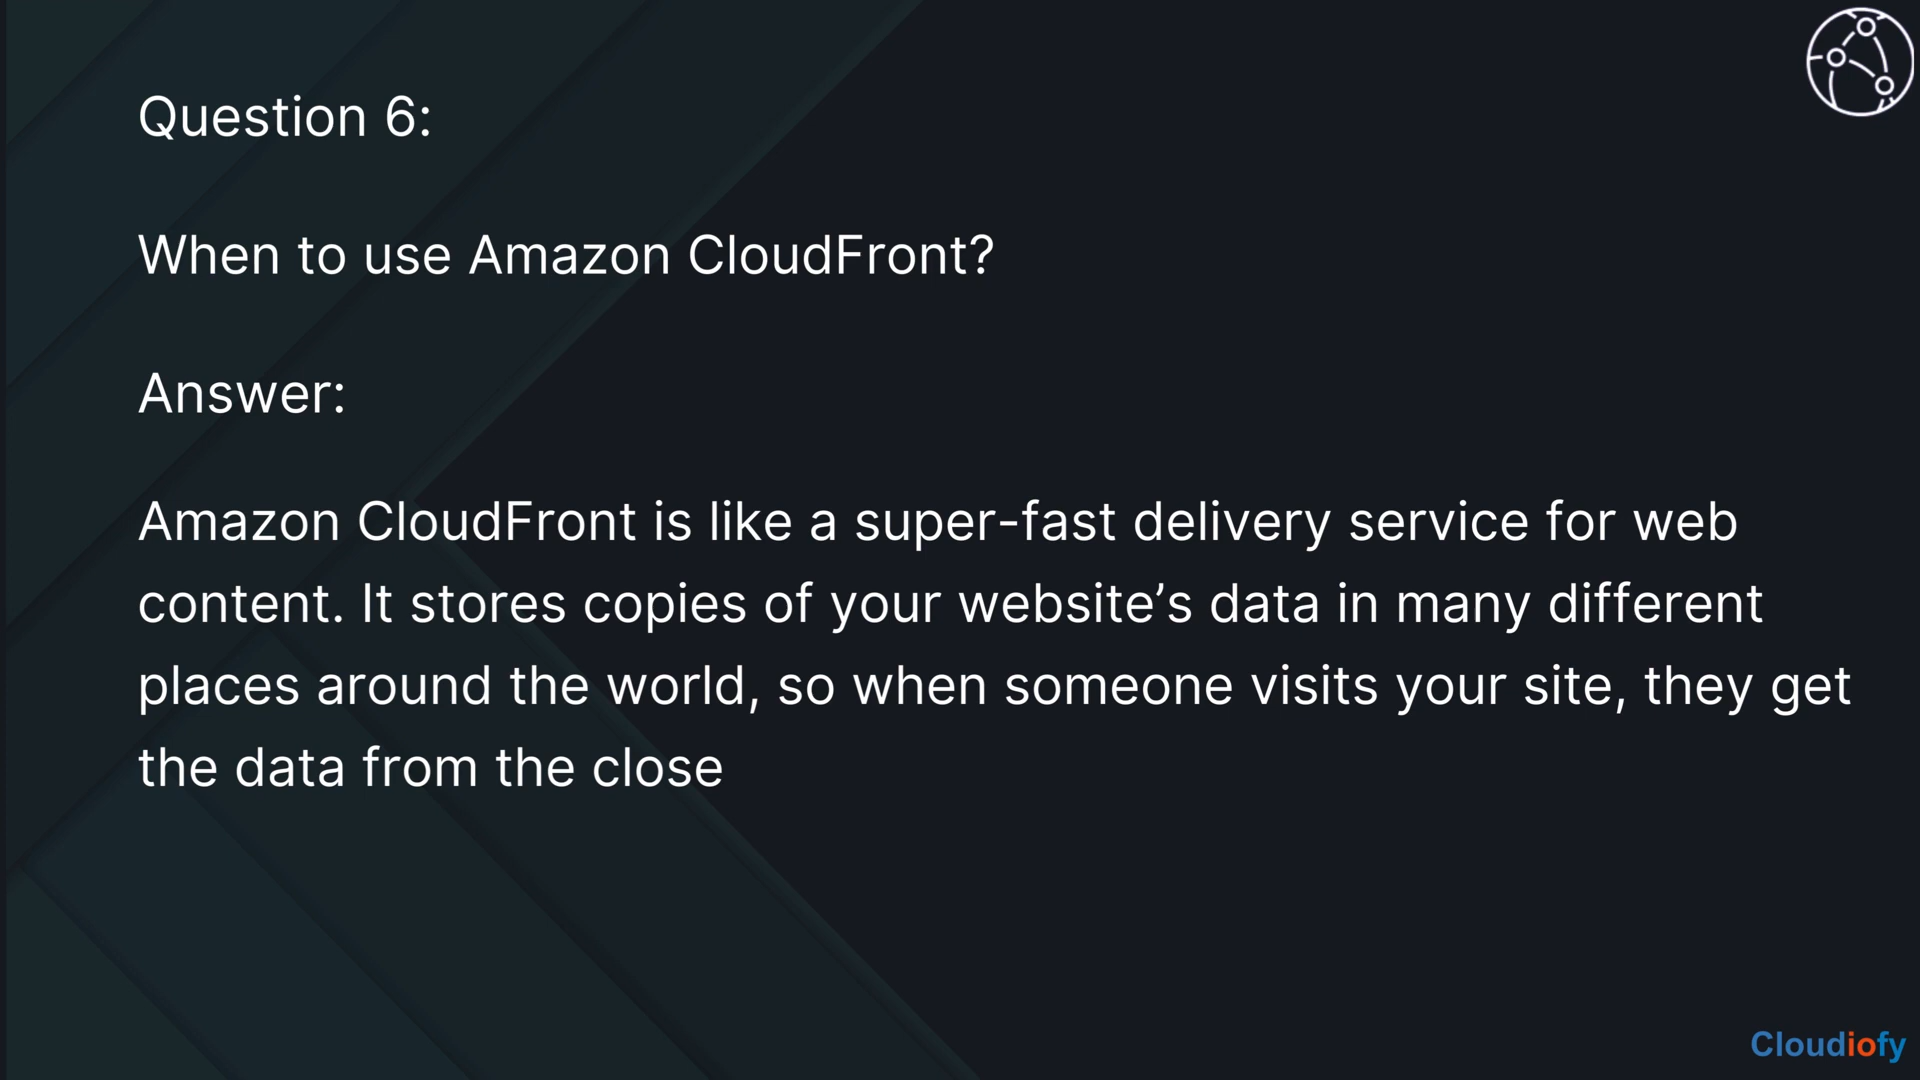 Question 6:
When to use Amazon CloudFront?
Answer:
Amazon CloudFront is like a super-fast delivery service for web
content. It stores copies of your website’s data in many different
places around the world, so when someone visits your site, they get
the data from the close
Cloudiofy